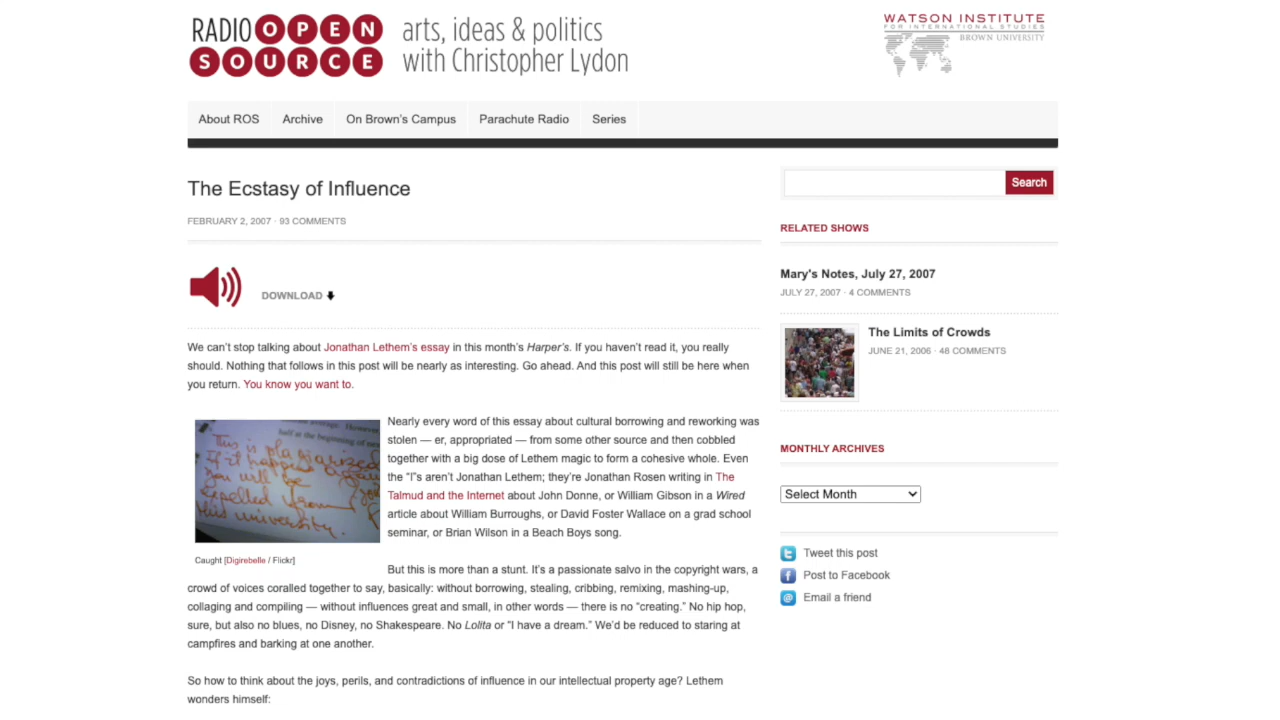 RADIO OPEN
SOURCE
arts, ideas & politics
with Christopher Lydon
WATSON INSTITUTE
FOR INTERNATIONAL STUDIES
BROWN UNIVERSITY
About ROS
Archive
On Brown's Campus
Parachute Radio
Series
The Ecstasy of Influence
FEBRUARY 2, 2007 · 93 COMMENTS
DOWNLOAD
We can't stop talking about Jonathan Lethem's essay in this month's Harper's. If you haven't read it, you really
should. Nothing that follows in this post will be nearly as interesting. Go ahead. And this post will still be here when
you return. You know you want to.
This is plagiarized
If it happens again
you will be
expelled from
this university.
Caught [Digirebelle / Flickr]
Nearly every word of this essay about cultural borrowing and reworking was
stolen — er, appropriated — from some other source and then cobbled
together with a big dose of Lethem magic to form a cohesive whole. Even
the "I"s aren't Jonathan Lethem; they're Jonathan Rosen writing in The
Talmud and the Internet about John Donne, or William Gibson in a Wired
article about William Burroughs, or David Foster Wallace on a grad school
seminar, or Brian Wilson in a Beach Boys song.
But this is more than a stunt. It's a passionate salvo in the copyright wars, a
crowd of voices coralled together to say, basically: without borrowing, stealing, cribbing, remixing, mashing-up,
collaging and compiling — without influences great and small, in other words — there is no "creating." No hip hop,
sure, but also no blues, no Disney, no Shakespeare. No Lolita or "I have a dream." We'd be reduced to staring at
campfires and barking at one another.
So how to think about the joys, perils, and contradictions of influence in our intellectual property age? Lethem
wonders himself:
Search
RELATED SHOWS
Mary's Notes, July 27, 2007
JULY 27, 2007 · 4 COMMENTS
The Limits of Crowds
JUNE 21, 2006 · 48 COMMENTS
MONTHLY ARCHIVES
Select Month
Tweet this post
Post to Facebook
Email a friend